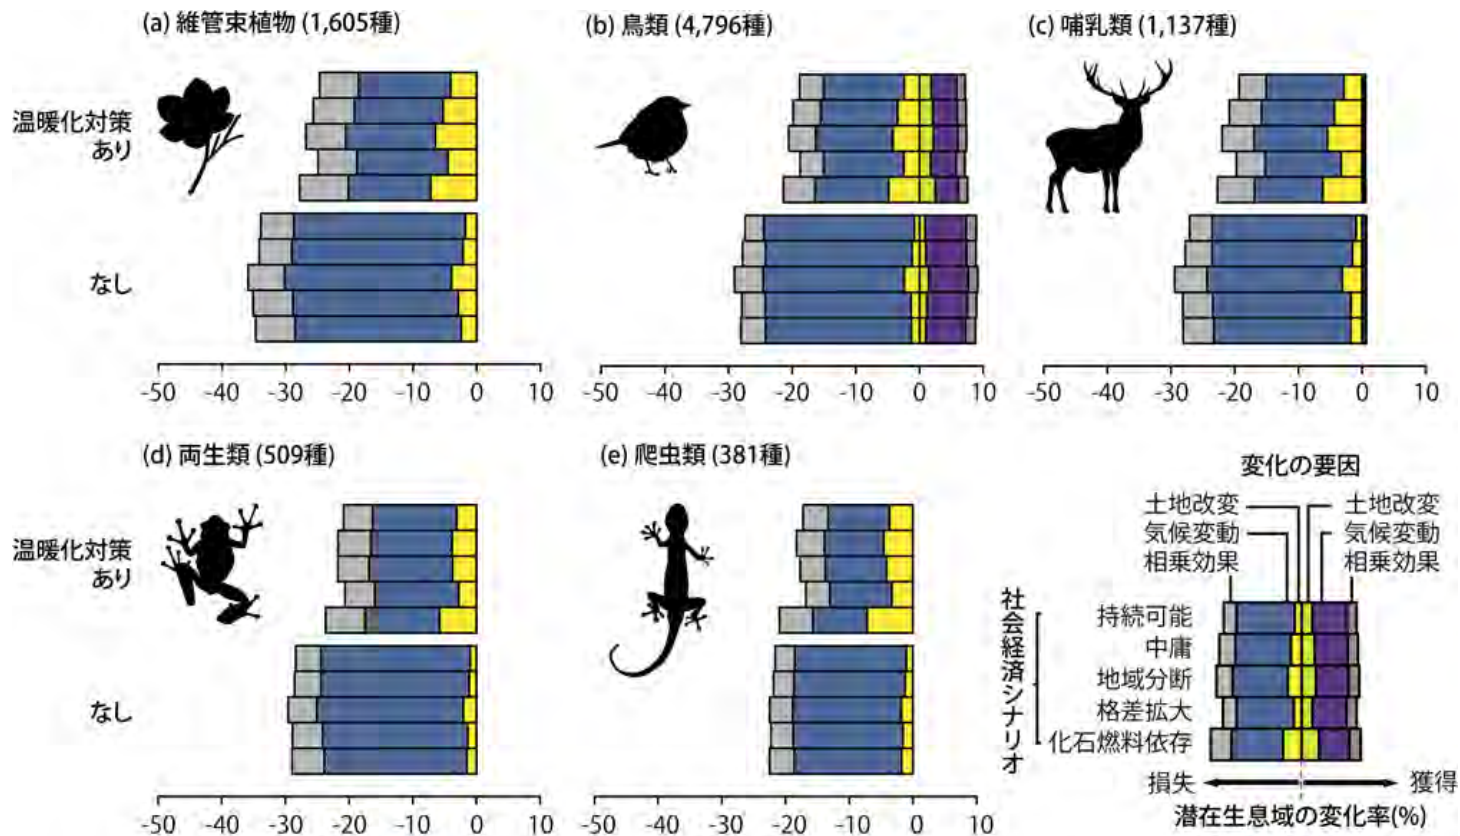 (a) 維管束植物 (1,605種)
(b) 鳥類 (4,796種)
(c) 哺乳類 (1,137種)
温暖化対策
あり
なし
-50 -40 -30 -20 -10 0 10
-50 -40 -30 -20 -10 0 10
-50 -40 -30 -20 -10 0 10
(d) 両生類 (509種)
(e) 爬虫類 (381種)
温暖化対策
あり
なし
-50 -40 -30 -20 -10 0 10
-50 -40 -30 -20 -10 0 10
変化の要因
土地改変 土地改変
気候変動 気候変動
相乗効果 相乗効果
社会経済シナリオ
持続可能
中庸
地域分断
格差拡大
化石燃料依存
損失 獲得
潜在生息域の変化率(%)